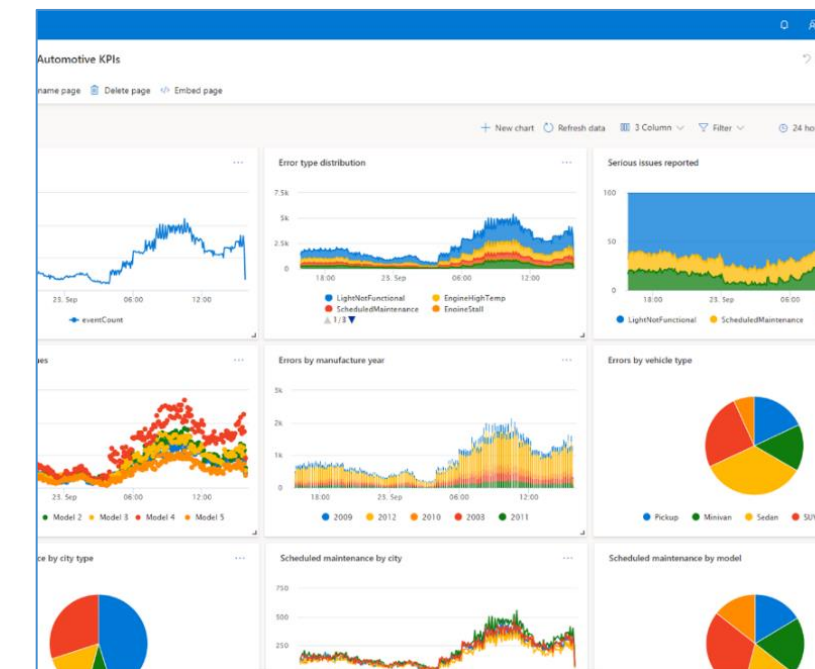 Automotive KPIs
name page Delete page Embed page
New chart Refresh data 3 Column Filter 24 ho
Error type distribution
Serious issues reported
7.5k
5k
2.5k
0
100
50
0
23. Sep 06:00 12:00
eventCount
18:00 23. Sep 06:00 12:00
LightNotFunctional EngineHighTemp
ScheduledMaintenance EngineStall
1/3
18:00 23. Sep 06:00
LightNotFunctional ScheduledMaintenance
ues
Errors by manufacture year
Errors by vehicle type
3k
2k
1k
0
23. Sep 06:00 12:00
Model 2 Model 3 Model 4 Model 5
18:00 23. Sep 06:00 12:00
2009 2012 2010 2008 2011
Pickup Minivan Sedan SUV
ce by city type
Scheduled maintenance by city
Scheduled maintenance by model
750
500
250